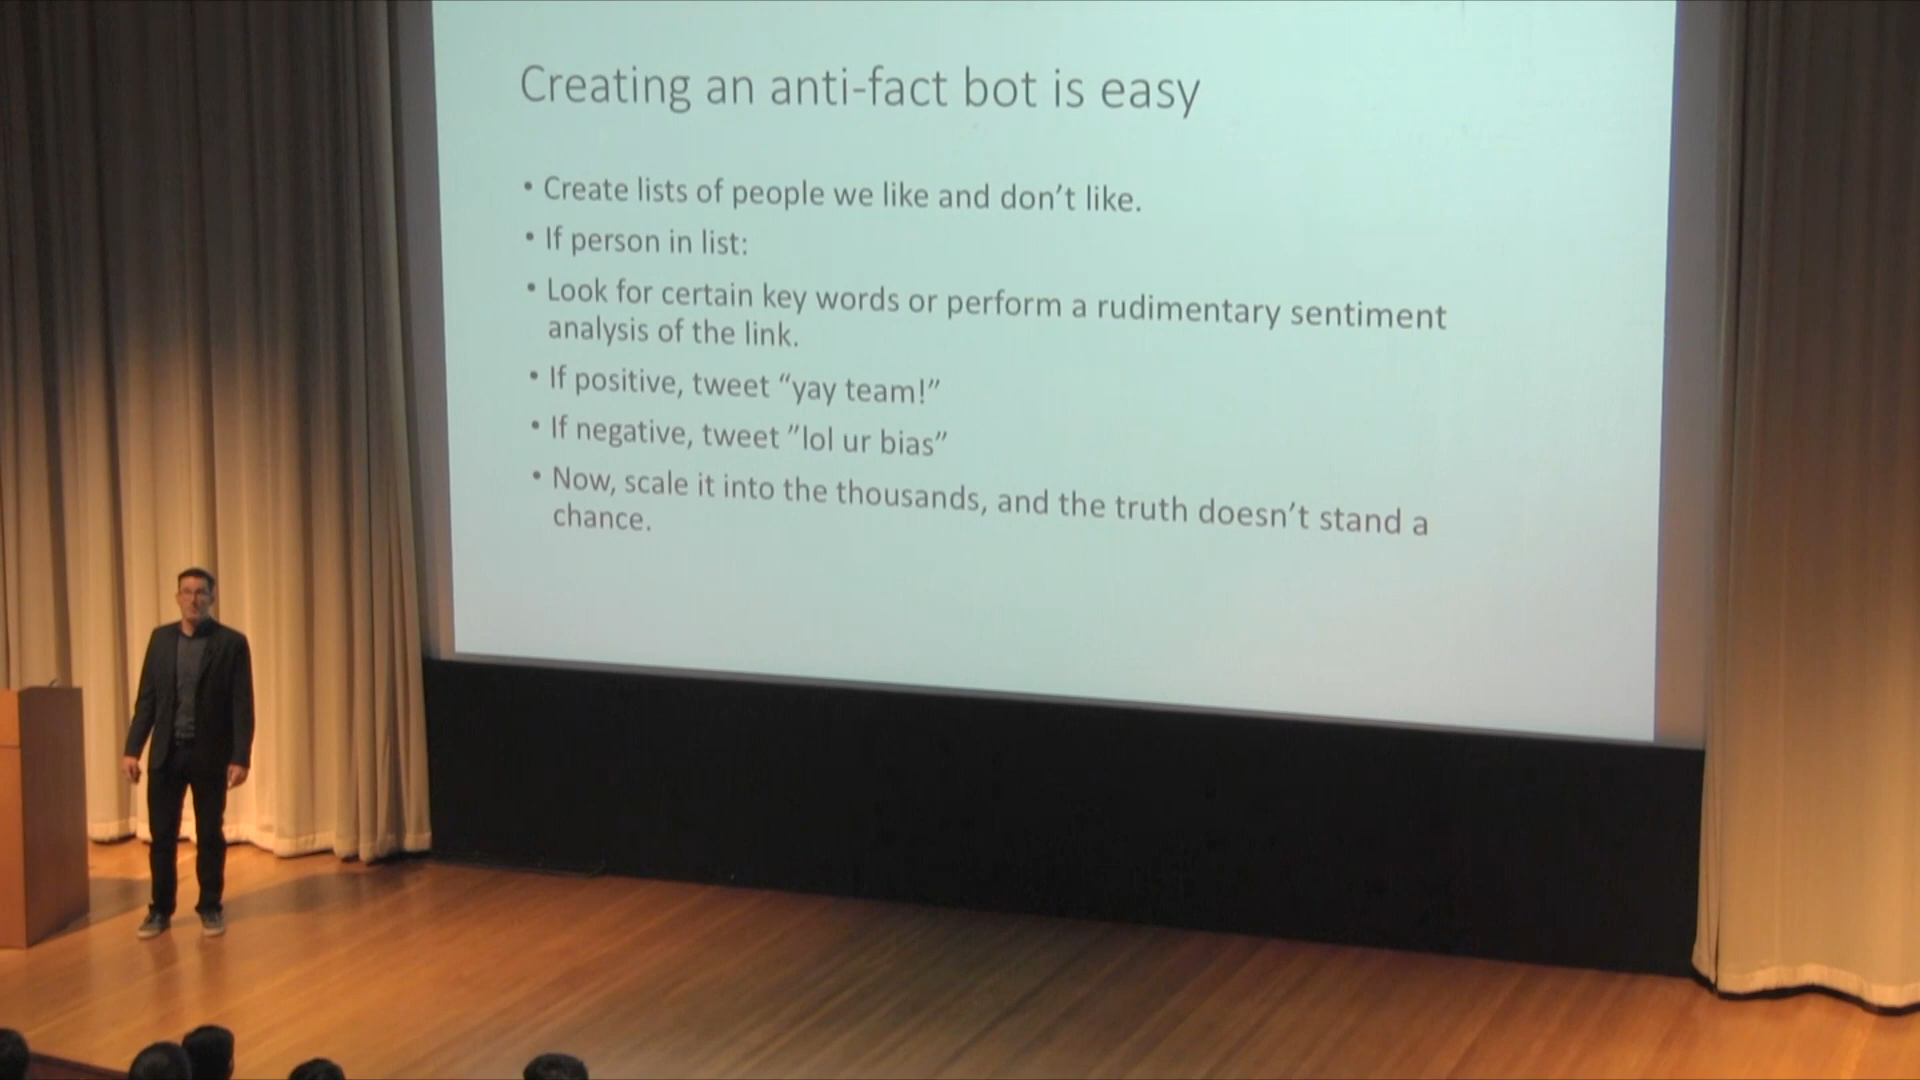 Creating an anti-fact bot is easy
• Create lists of people we like and don’t like.
• If person in list:
• Look for certain key words or perform a rudimentary sentiment
analysis of the link.
• If positive, tweet “yay team!”
• If negative, tweet ”lol ur bias”
• Now, scale it into the thousands, and the truth doesn’t stand a
chance.